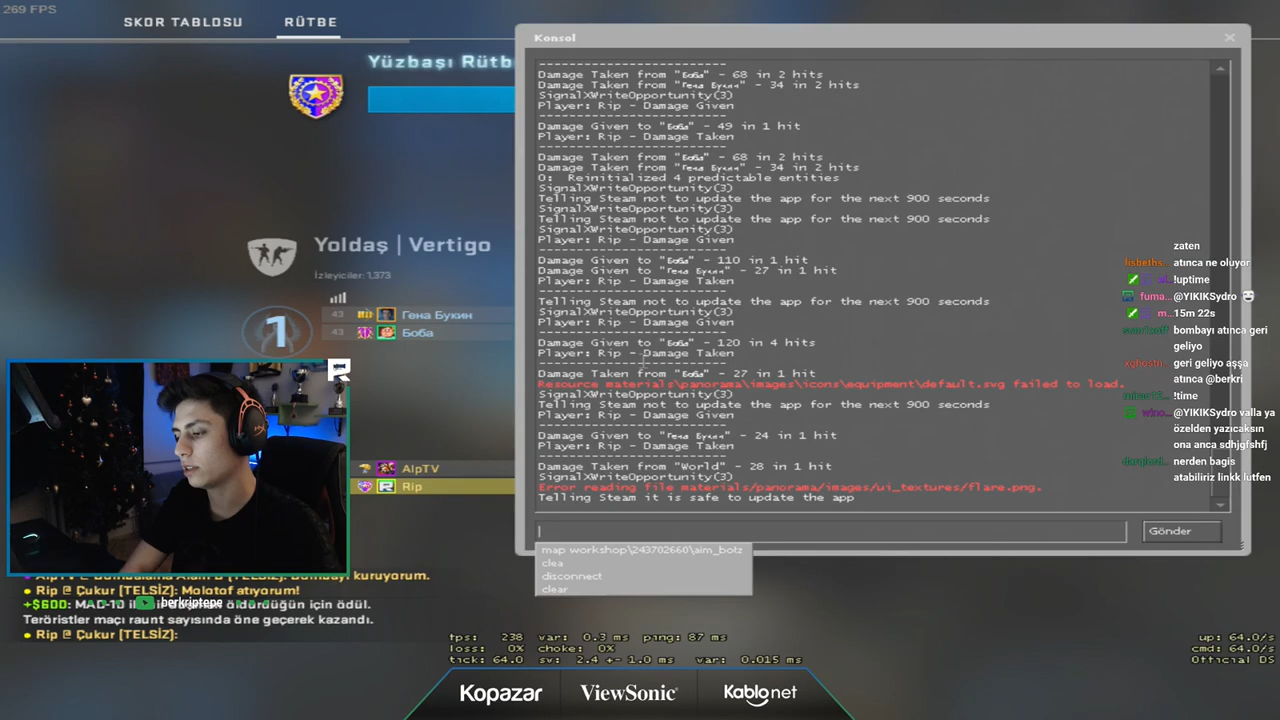 269 FPS
SKOR TABLOSU
RÜTBE
Yüzbaşı Rütb
Yoldaş | Vertigo
İzleyiciler: 1,373
1
43 Гена Букин
43 Боба
AlpTV
Rip
Konsol
------------------------
Damage Taken from "Боба" - 68 in 2 hits
Damage Taken from "Гена Букин" - 34 in 2 hits
SignalXWriteOpportunity(3)
Player: Rip - Damage Given
------------------------
Damage Given to "Боба" - 49 in 1 hit
Player: Rip - Damage Taken
------------------------
Damage Taken from "Боба" - 68 in 2 hits
Damage Taken from "Гена Букин" - 34 in 2 hits
0: Reinitialized 4 predictable entities
SignalXWriteOpportunity(3)
Telling Steam not to update the app for the next 900 seconds
SignalXWriteOpportunity(3)
Telling Steam not to update the app for the next 900 seconds
SignalXWriteOpportunity(3)
Player: Rip - Damage Given
------------------------
Damage Given to "Боба" - 110 in 1 hit
Damage Given to "Гена Букин" - 27 in 1 hit
Player: Rip - Damage Taken
------------------------
Telling Steam not to update the app for the next 900 seconds
SignalXWriteOpportunity(3)
Player: Rip - Damage Given
------------------------
Damage Given to "Боба" - 120 in 4 hits
Player: Rip - Damage Taken
------------------------
Damage Taken from "Боба" - 27 in 1 hit
Resource materials\panorama\images\icons\equipment\default.svg failed to load.
SignalXWriteOpportunity(3)
Telling Steam not to update the app for the next 900 seconds
Player: Rip - Damage Given
------------------------
Damage Given to "Гена Букин" - 24 in 1 hit
Player: Rip - Damage Taken
------------------------
Damage Taken from "World" - 28 in 1 hit
SignalXWriteOpportunity(3)
Error reading file materials/panorama/images/ui_textures/flare.png.
Telling Steam it is safe to update the app
Gönder
map workshop\243702660\aim_botz
clea
disconnect
clear
zaten
atınca ne oluyor
!uptime
@YIKIKSydro
15m 22s
bombayı atınca geri
geliyo
geri geliyo aşşa
atınca @berkri
!time
@YIKIKSydro valla ya
özelden yazıcaksın
ona anca sdhjgfshfj
nerden bagis
atabiliriz linkk lutfen
Rip @ Çukur [TELSİZ]: Molotof atıyorum!
berkriptepe
Teröristler maçı raunt sayısında öne geçerek kazandı.
Rip @ Çukur [TELSİZ]:
tps: 238 var: 0.3 ms ping: 87 ms
loss: 0% choke: 0%
tick: 64.0 sv: 2.4 +- 1.0 ms var: 0.015 ms
up: 64.0/s
cmd: 64.0/s
Official DS
Kopazar
ViewSonic
Kablonet